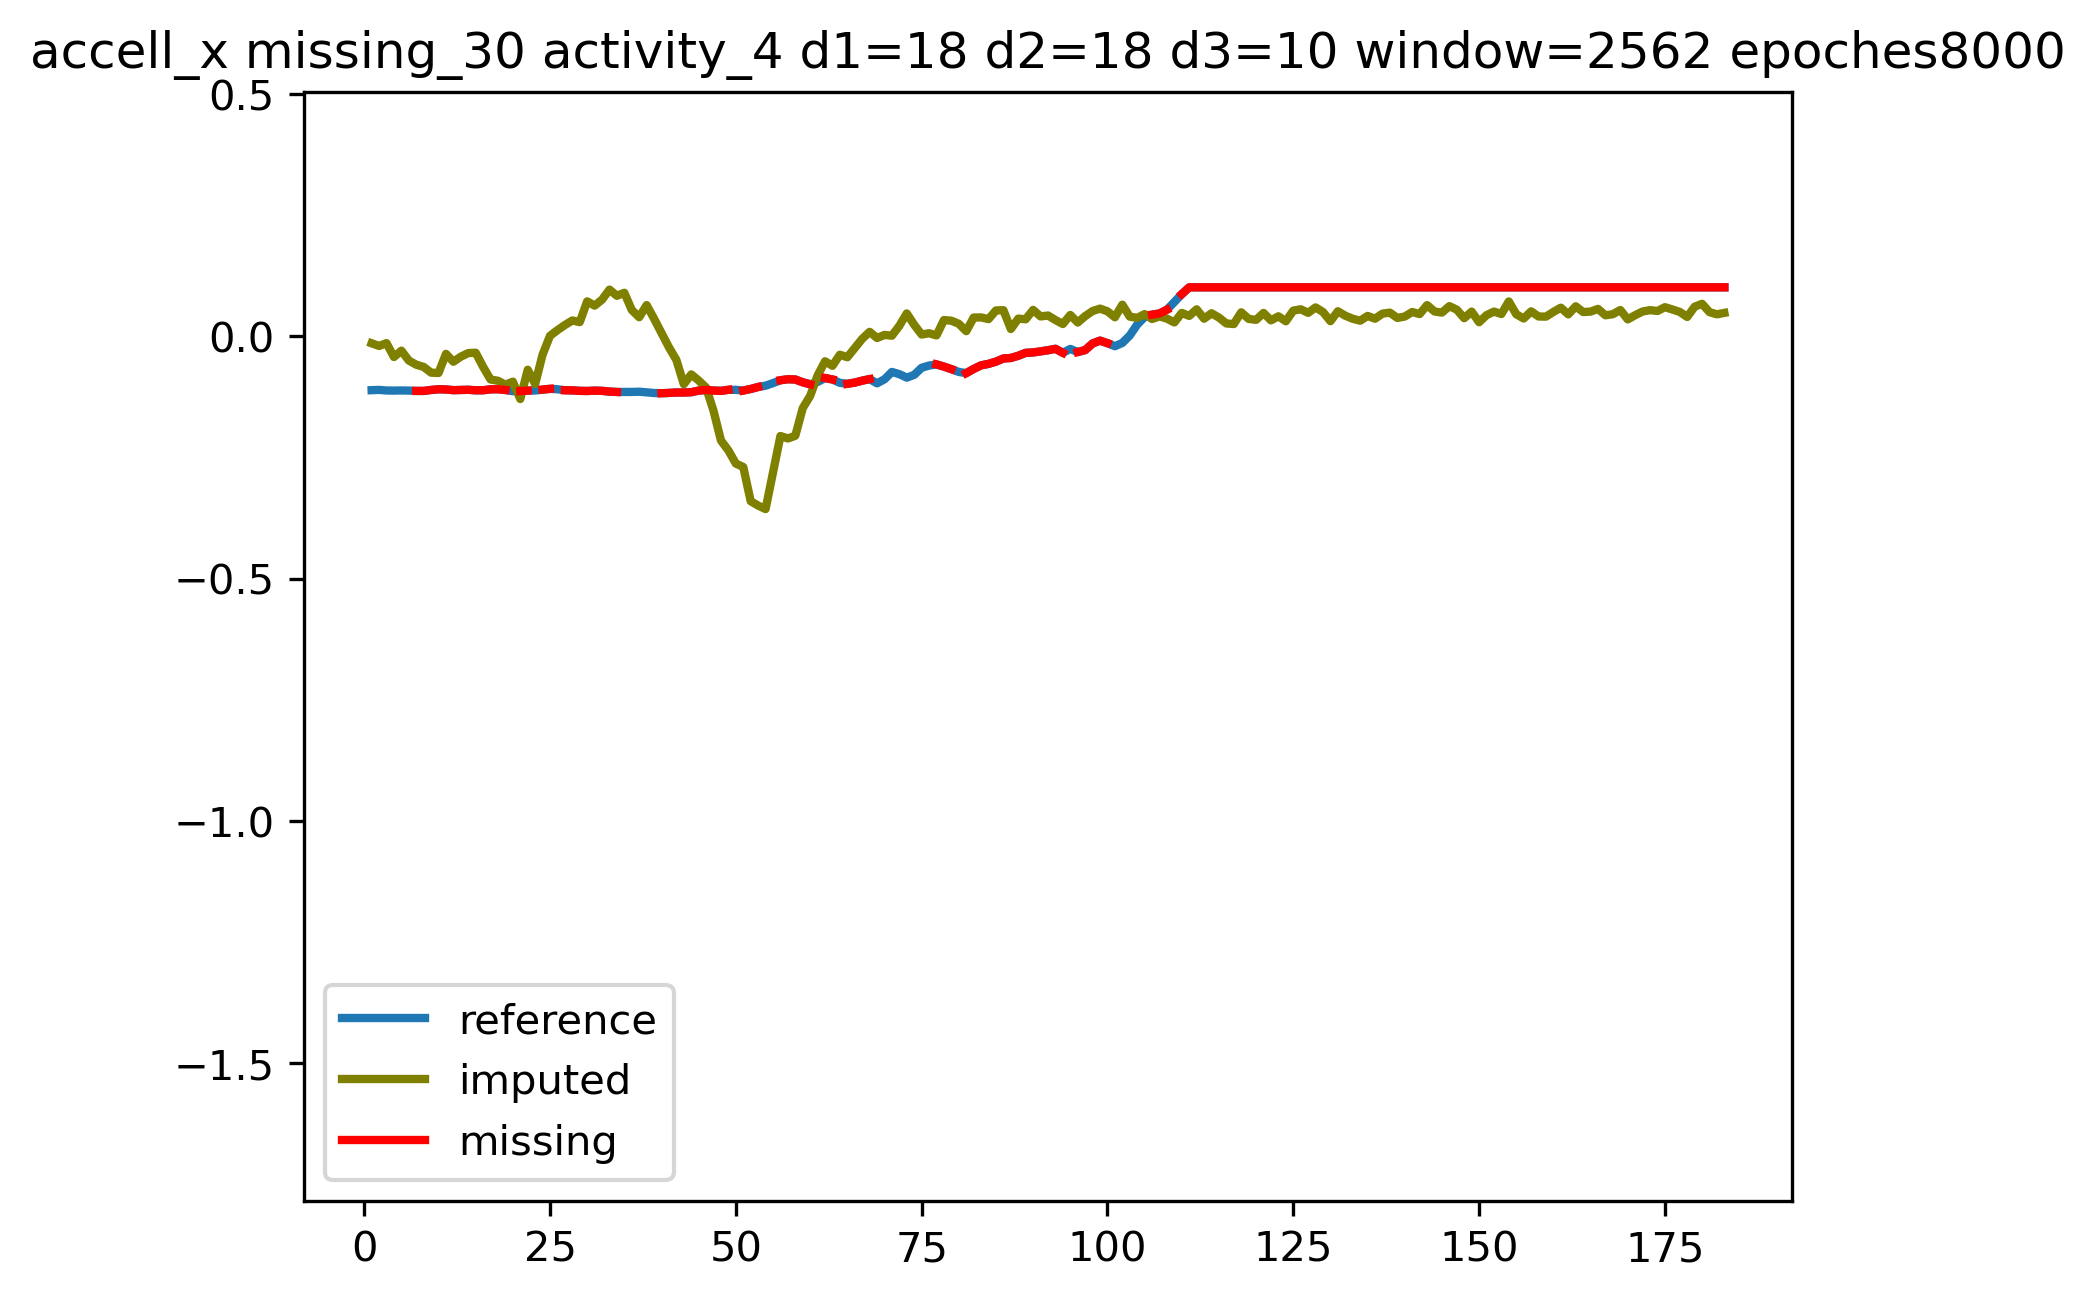 accell_x missing_30 activity_4 d1=18 d2=18 d3=10 window=2562 epoches8000
0.5
0.0
−0.5
−1.0
−1.5
reference
imputed
missing
0 25 50 75 100 125 150 175